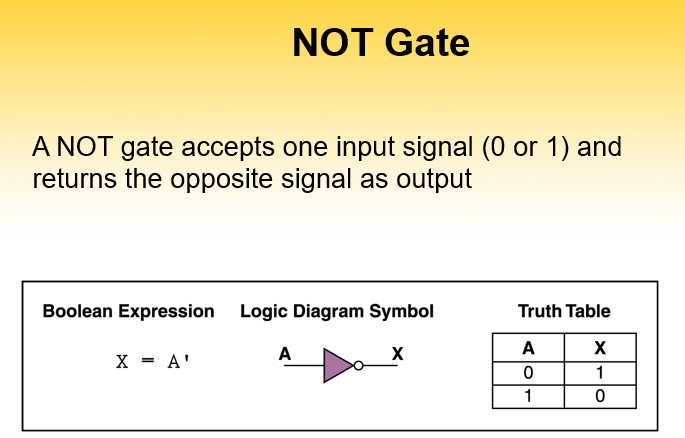 NOT Gate
A NOT gate accepts one input signal (0 or 1) and
returns the opposite signal as output
Boolean Expression
X = A'
Logic Diagram Symbol
A X
Truth Table
A X
0 1
1 0